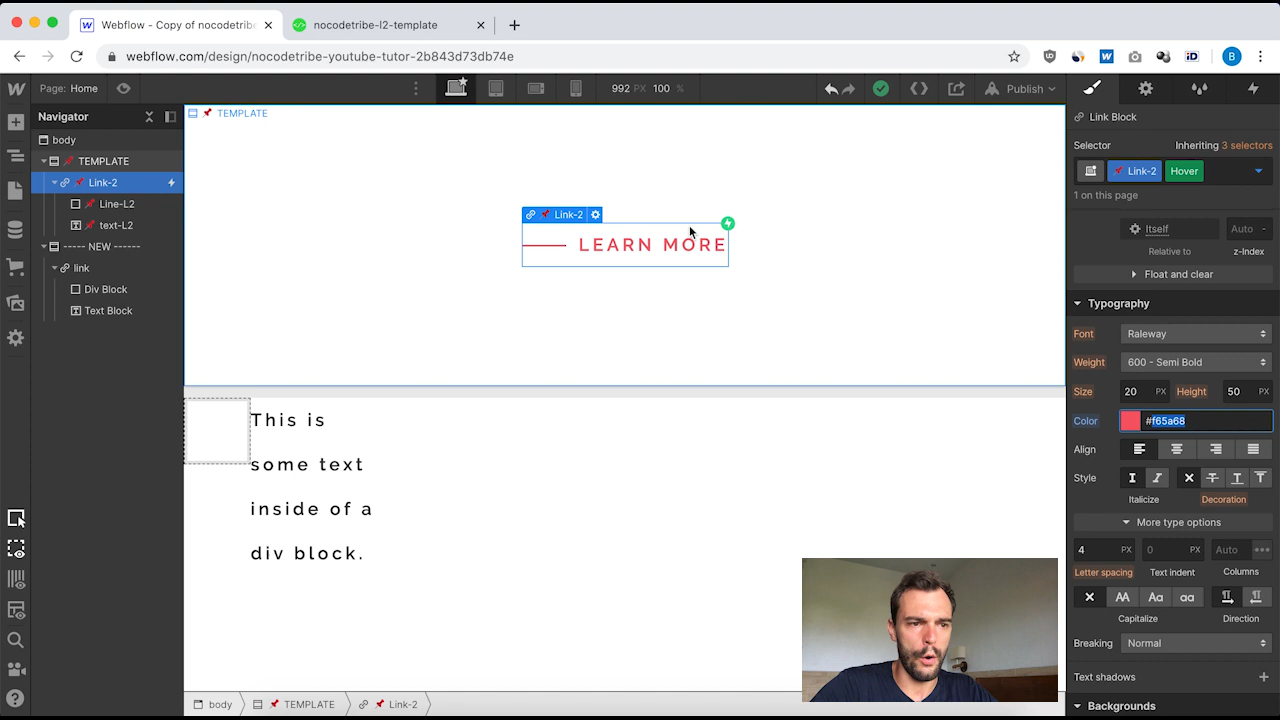 Webflow - Copy of nocodetribe
nocodetribe-l2-template
webflow.com/design/nocodetribe-youtube-tutor-2b843d73db74e
B
Page: Home
992 PX 100 %
Publish
Navigator
body
TEMPLATE
Link-2
Line-L2
text-L2
----- NEW ------
link
Div Block
Text Block
TEMPLATE
Link-2
LEARN MORE
This is
some text
inside of a
div block.
body
TEMPLATE
Link-2
Link Block
Selector
Inheriting 3 selectors
Link-2
Hover
1 on this page
Itself
Auto -
Relative to
z-Index
Float and clear
Typography
Font
Raleway
Weight
600 - Semi Bold
Size
20 PX
Height
50 PX
Color
#f65a68
Align
Style
Italicize
Decoration
More type options
4 PX
0 PX
Auto
Letter spacing
Text indent
Columns
AA
Aa
aa
Capitalize
Direction
Breaking
Normal
Text shadows
Backgrounds